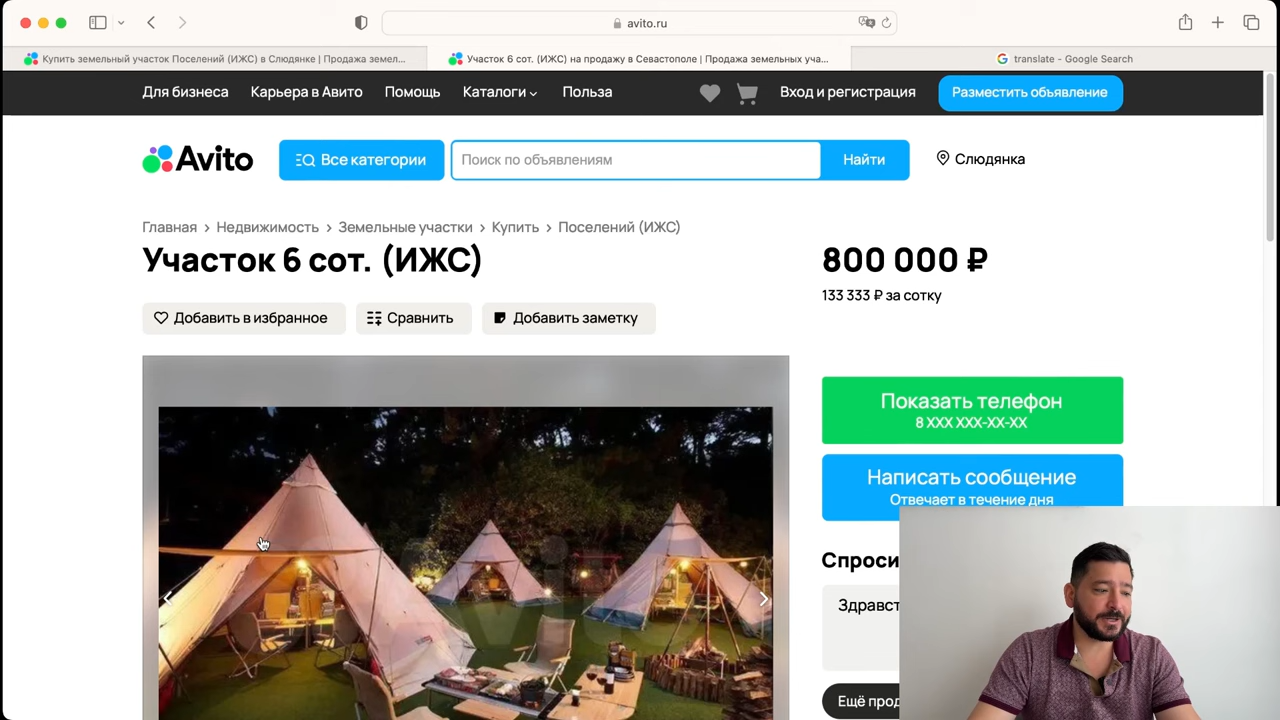 avito.ru
Купить земельный участок Поселений (ИЖС) в Слюдянке | Продажа земел...
Участок 6 сот. (ИЖС) на продажу в Севастополе | Продажа земельных уча...
translate - Google Search
Для бизнеса Карьера в Авито Помощь Каталоги Польза Вход и регистрация Разместить объявление
Avito Все категории Поиск по объявлениям Найти Слюдянка
Главная › Недвижимость › Земельные участки › Купить › Поселений (ИЖС)
Участок 6 сот. (ИЖС)
800 000 ₽
133 333 ₽ за сотку
Добавить в избранное Сравнить Добавить заметку
Показать телефон
8 XXX XXX-XX-XX
Написать сообщение
Отвечает в течение дня
Спроси
Здравст
Ещё прод